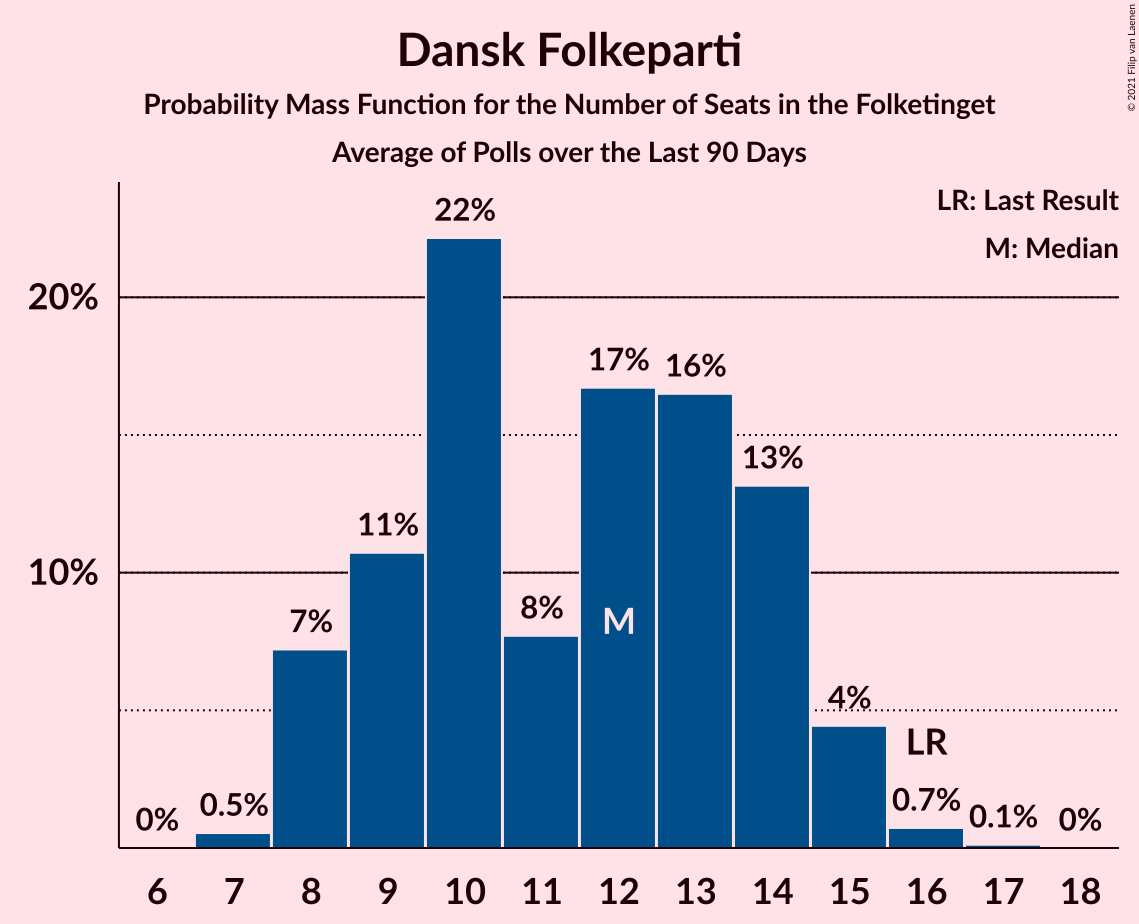 Dansk Folkeparti
Probability Mass Function for the Number of Seats in the Folketinget
Average of Polls over the Last 90 Days
© 2021 Filip van Laenen
LR: Last Result
M: Median
20%
10%
0%
0.5%
7%
11%
22%
8%
17%
16%
13%
4%
0.7%
0.1%
0%
M
LR
6 7 8 9 10 11 12 13 14 15 16 17 18